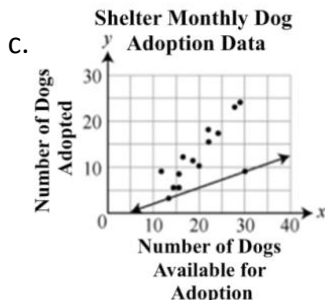 Shelter Monthly Dog
c.
y
Adoption Data
30
20
10
Number of Dogs
Adopted
0
10
20
30
40
x
Number of Dogs
Available for
Adoption